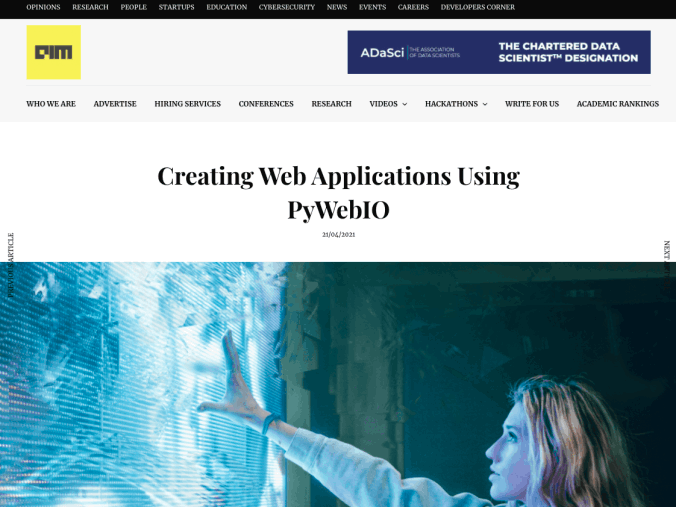 OPINIONS RESEARCH PEOPLE STARTUPS EDUCATION CYBERSECURITY NEWS EVENTS CAREERS DEVELOPERS CORNER
AIM
ADaSci THE ASSOCIATION OF DATA SCIENTISTS
THE CHARTERED DATA SCIENTIST™ DESIGNATION
WHO WE ARE ADVERTISE HIRING SERVICES CONFERENCES RESEARCH VIDEOS HACKATHONS WRITE FOR US ACADEMIC RANKINGS
Creating Web Applications Using
PyWebIO
21/04/2021
PREVIOUS ARTICLE
NEXT